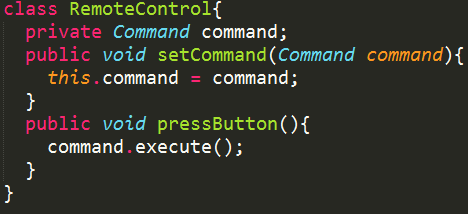 class RemoteControl{
  private Command command;
  public void setCommand(Command command){
    this.command = command;
  }
  public void pressButton(){
    command.execute();
  }
}